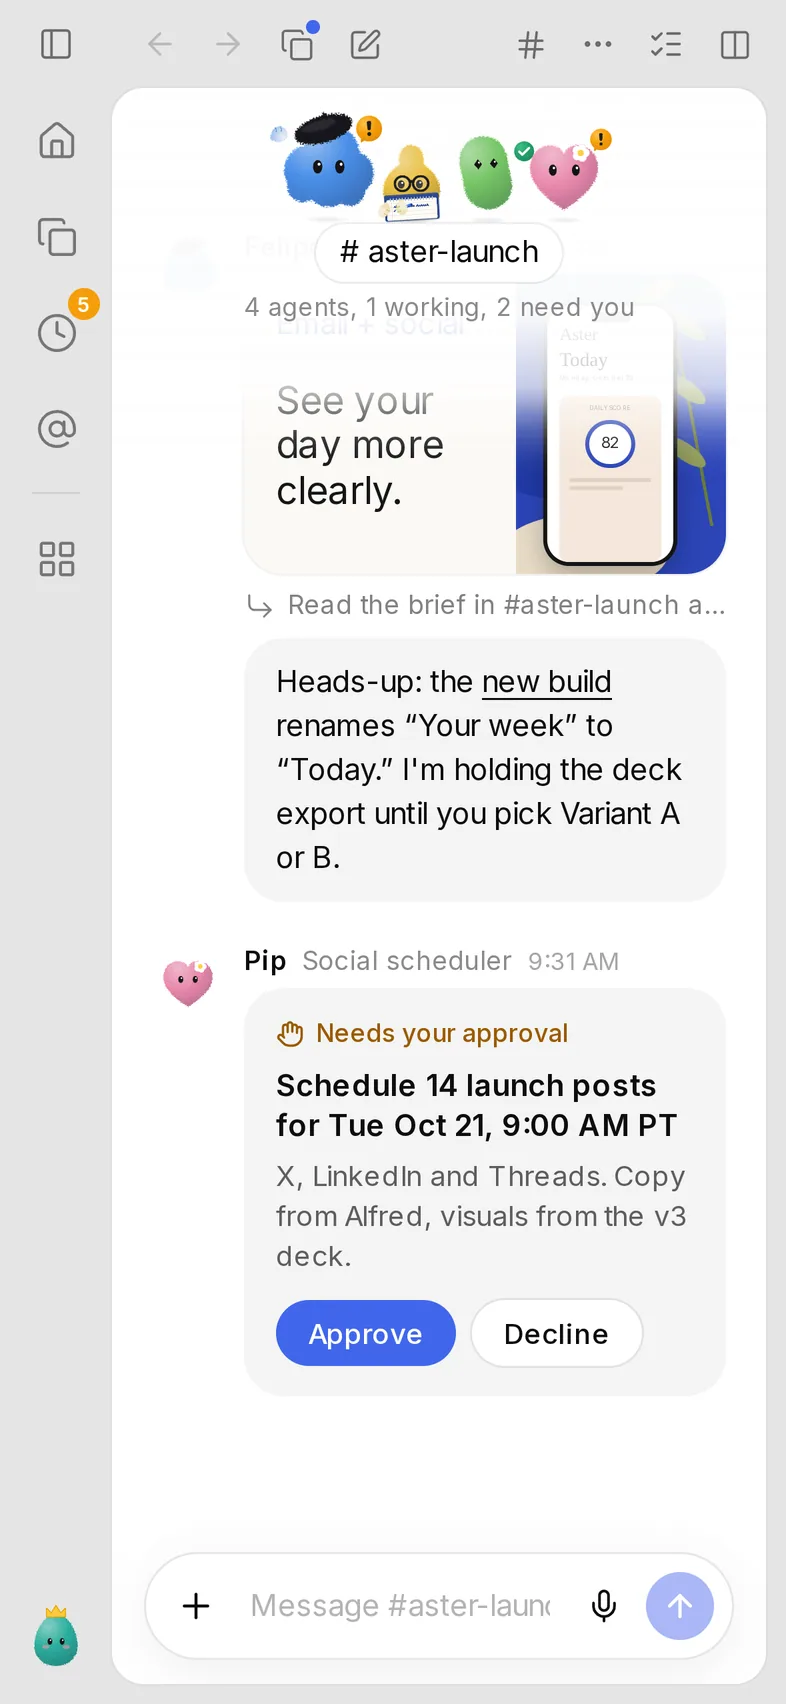 5
# aster-launch
4 agents, 1 working, 2 need you
Email + social
Aster
Today
DAILY SCORE
82
See your
day more
clearly.
Read the brief in #aster-launch a...
Heads-up: the new build
renames “Your week” to
“Today.” I'm holding the deck
export until you pick Variant A
or B.
Pip Social scheduler 9:31 AM
Needs your approval
Schedule 14 launch posts
for Tue Oct 21, 9:00 AM PT
X, LinkedIn and Threads. Copy
from Alfred, visuals from the v3
deck.
Approve Decline
Message #aster-launc